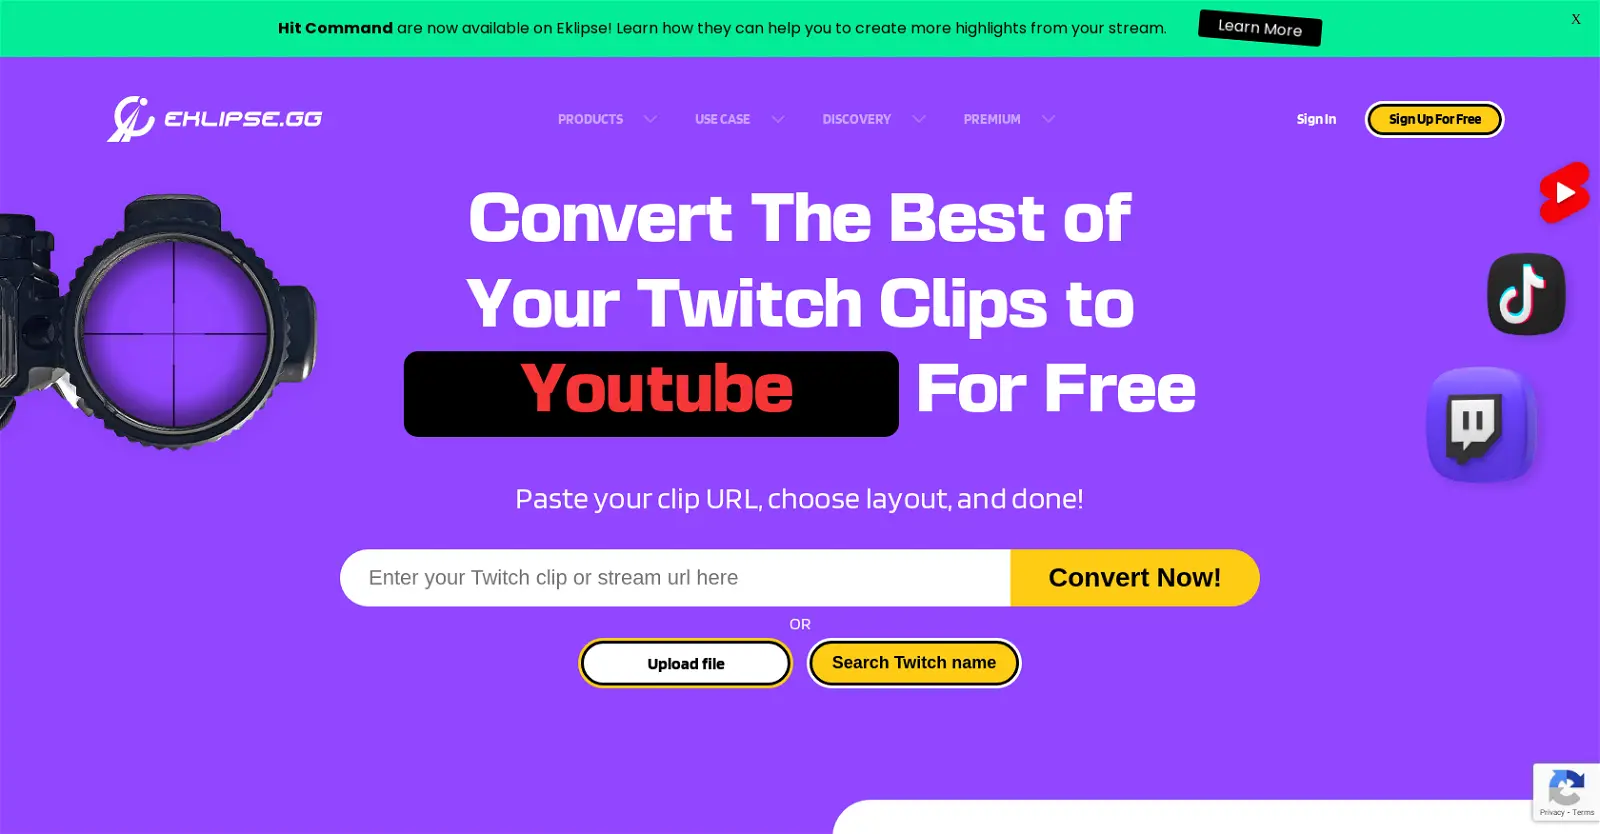 Hit Command are now available on Eklipse! Learn how they can help you to create more highlights from your stream.
Learn More
X
EKLIPSE.GG
PRODUCTS
USE CASE
DISCOVERY
PREMIUM
Sign In
Sign Up For Free
Convert The Best of
Your Twitch Clips to
Youtube For Free
Paste your clip URL, choose layout, and done!
Enter your Twitch clip or stream url here
Convert Now!
OR
Upload file
Search Twitch name
Privacy - Terms